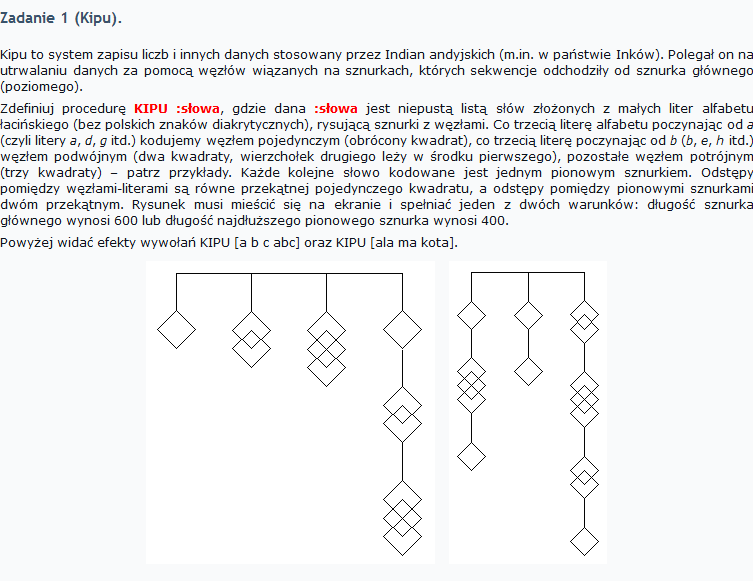 Zadanie 1 (Kipu).
Kipu to system zapisu liczb i innych danych stosowany przez Indian andyjskich (m.in. w państwie Inków). Polegał on na
utrwalaniu danych za pomocą węzłów wiązanych na sznurkach, których sekwencje odchodziły od sznurka głównego
(poziomego).
Zdefiniuj procedurę KIPU :słowa, gdzie dana :słowa jest niepustą listą słów złożonych z małych liter alfabetu
łacińskiego (bez polskich znaków diakrytycznych), rysującą sznurki z węzłami. Co trzecią literę alfabetu poczynając od a
(czyli litery a, d, g itd.) kodujemy węzłem pojedynczym (obrócony kwadrat), co trzecią literę poczynając od b (b, e, h itd.)
węzłem podwójnym (dwa kwadraty, wierzchołek drugiego leży w środku pierwszego), pozostałe węzłem potrójnym
(trzy kwadraty) – patrz przykłady. Każde kolejne słowo kodowane jest jednym pionowym sznurkiem. Odstępy
pomiędzy węzłami-literami są równe przekątnej pojedynczego kwadratu, a odstępy pomiędzy pionowymi sznurkami
dwóm przekątnym. Rysunek musi mieścić się na ekranie i spełniać jeden z dwóch warunków: długość sznurka
głównego wynosi 600 lub długość najdłuższego pionowego sznurka wynosi 400.
Powyżej widać efekty wywołań KIPU [a b c abc] oraz KIPU [ala ma kota].